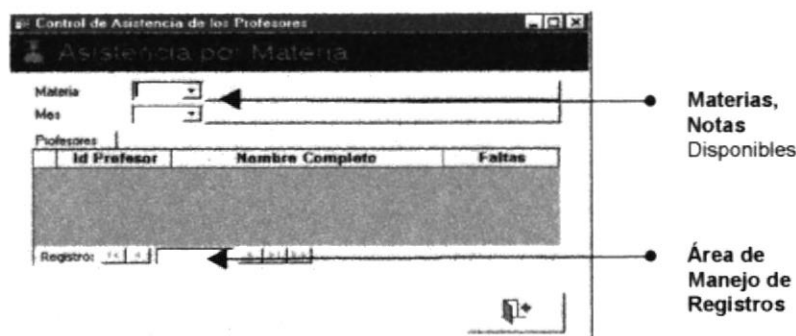 Control de Asistencia de los Profesores
Asistencia por Materia
Materia
Mes
Materias,
Notas
Disponibles
Profesores
Id Profesor Nombre Completo Faltas
Registro:
Área de
Manejo de
Registros